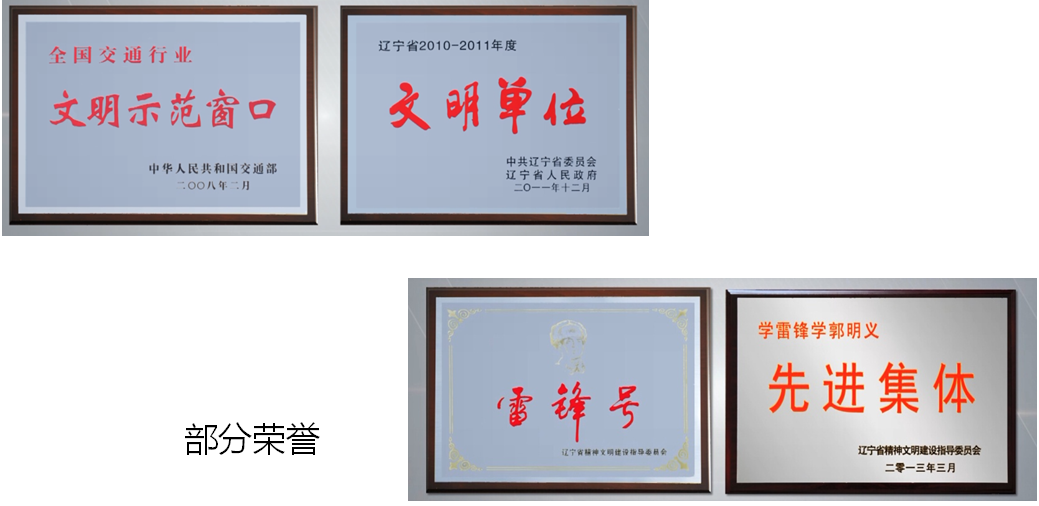 全国交通行业
文明示范窗口
中华人民共和国交通部
二〇〇八年二月
辽宁省2010-2011年度
文明单位
中共辽宁省委员会
辽宁省人民政府
二〇一一年十二月
雷锋号
辽宁省精神文明建设指导委员会
学雷锋学郭明义
先进集体
辽宁省精神文明建设指导委员会
二零一三年三月
部分荣誉